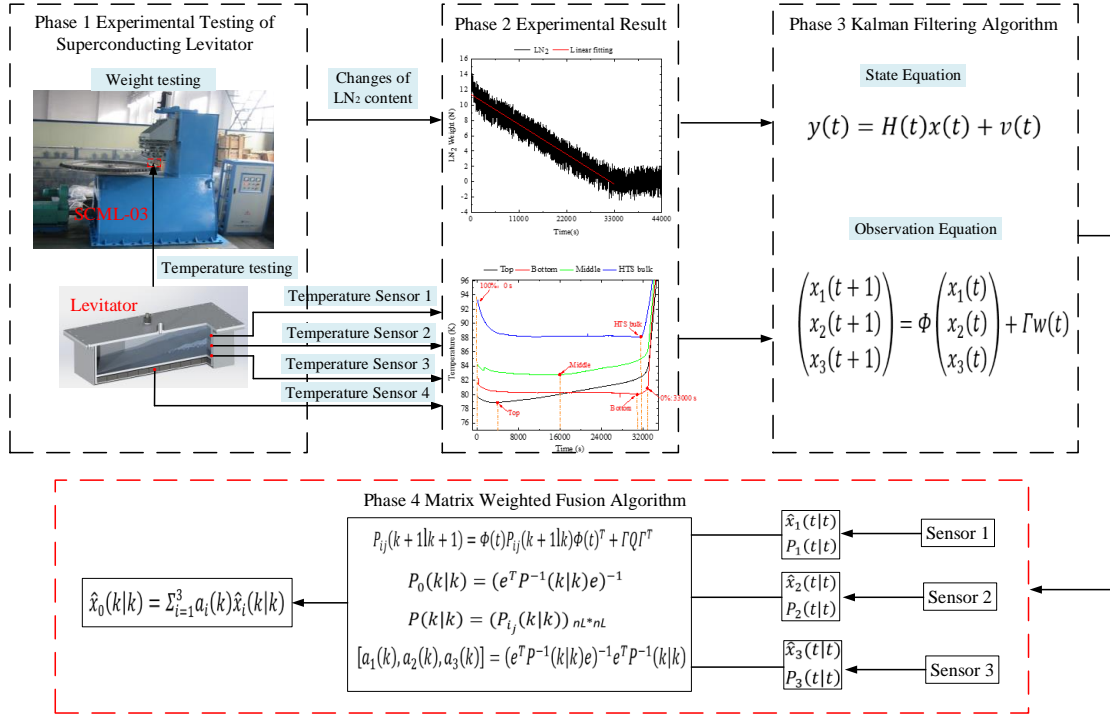 Phase 1 Experimental Testing of
Superconducting Levitator
Weight testing
SCML-03
Temperature testing
Levitator
Changes of
LN₂ content
Temperature Sensor 1
Temperature Sensor 2
Temperature Sensor 3
Temperature Sensor 4
Phase 2 Experimental Result
LN₂ Linear fitting
LN₂ Weight (N)
16
14
12
10
8
6
4
2
0
-2
-4
0 11000 22000 33000 44000
Time(s)
Top Bottom Middle HTS bulk
Temperature (K)
96
94
92
90
88
86
84
82
80
78
76
100%: 0 s
HTS bulk
Middle
Top
Bottom
0%: 33000 s
0 8000 16000 24000 32000
Time (s)
Phase 3 Kalman Filtering Algorithm
State Equation
y(t) = H(t)x(t) + v(t)
Observation Equation
x₁(t + 1) x₁(t)
x₂(t + 1) = Φ x₂(t) + Γw(t)
x₃(t + 1) x₃(t)
Phase 4 Matrix Weighted Fusion Algorithm
P_ij(k + 1|k + 1) = Φ(t)P_ij(k + 1|k)Φ(t)ᵀ + ΓQΓᵀ
P₀(k|k) = (eᵀP⁻¹(k|k)e)⁻¹
P(k|k) = (P_ij(k|k))_nL*nL
[a₁(k), a₂(k), a₃(k)] = (eᵀP⁻¹(k|k)e)⁻¹eᵀP⁻¹(k|k)
x̂₀(k|k) = Σ³ᵢ₌₁aᵢ(k)x̂ᵢ(k|k)
x̂₁(t|t)
P₁(t|t)
Sensor 1
x̂₂(t|t)
P₂(t|t)
Sensor 2
x̂₃(t|t)
P₃(t|t)
Sensor 3